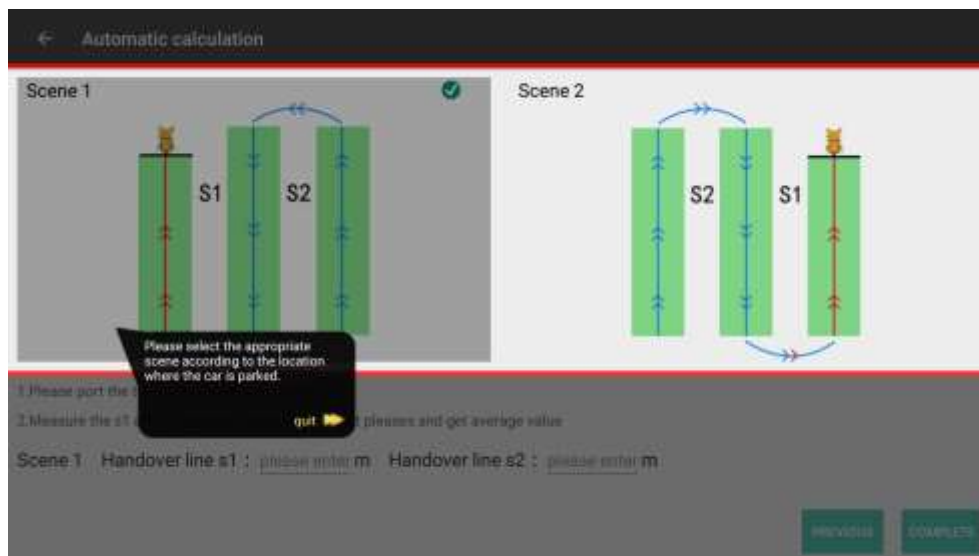 Automatic calculation
Scene 1
Scene 2
S1
S2
S2
S1
Please select the appropriate
scene according to the location
where the car is parked.
quit
1.Please port the
2.Measure the s1 pleases and get average value
Scene 1 Handover line s1 : please enter m Handover line s2 : please enter m
PREVIOUS
COMPLETE